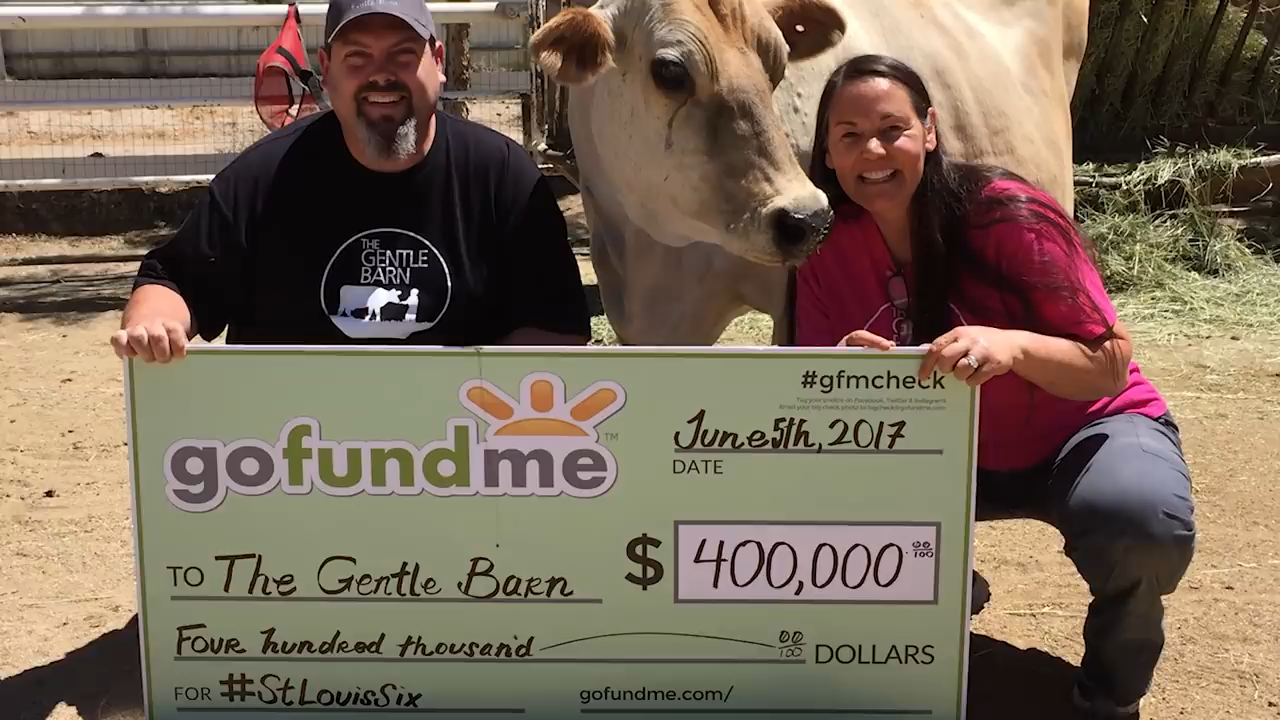 THE
GENTLE
BARN
#gfmcheck
gofundme™
June 5th, 2017
DATE
TO The Gentle Barn
$ 400,000 00/100
Four hundred thousand 00/100 DOLLARS
FOR #StLouisSix
gofundme.com/